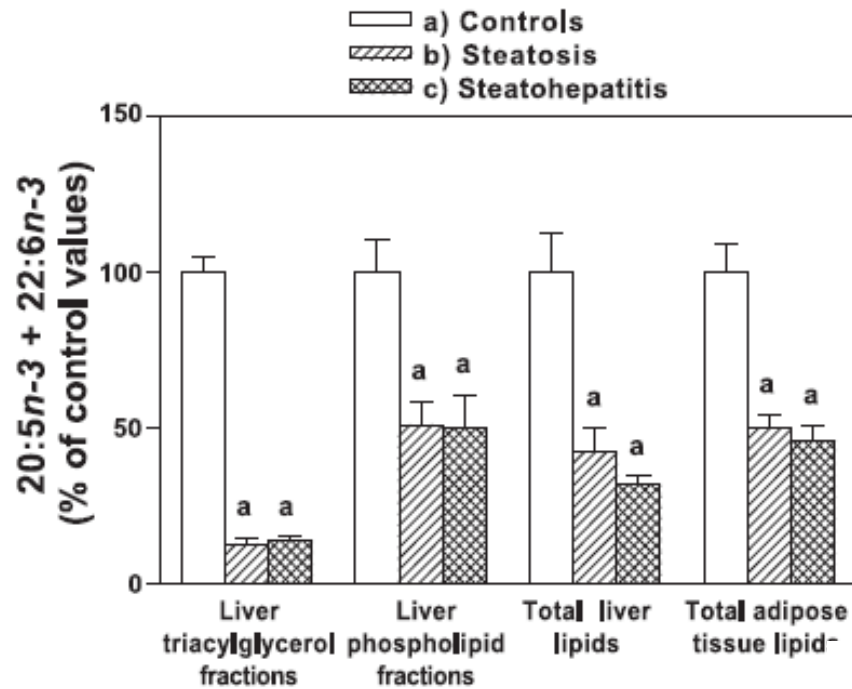 a) Controls
b) Steatosis
c) Steatohepatitis
20:5n-3 + 22:6n-3
(% of control values)
150
100
50
0
a a
a a
a a
a a
Liver
triacylglycerol
fractions
Liver
phospholipid
fractions
Total liver
lipids
Total adipose
tissue